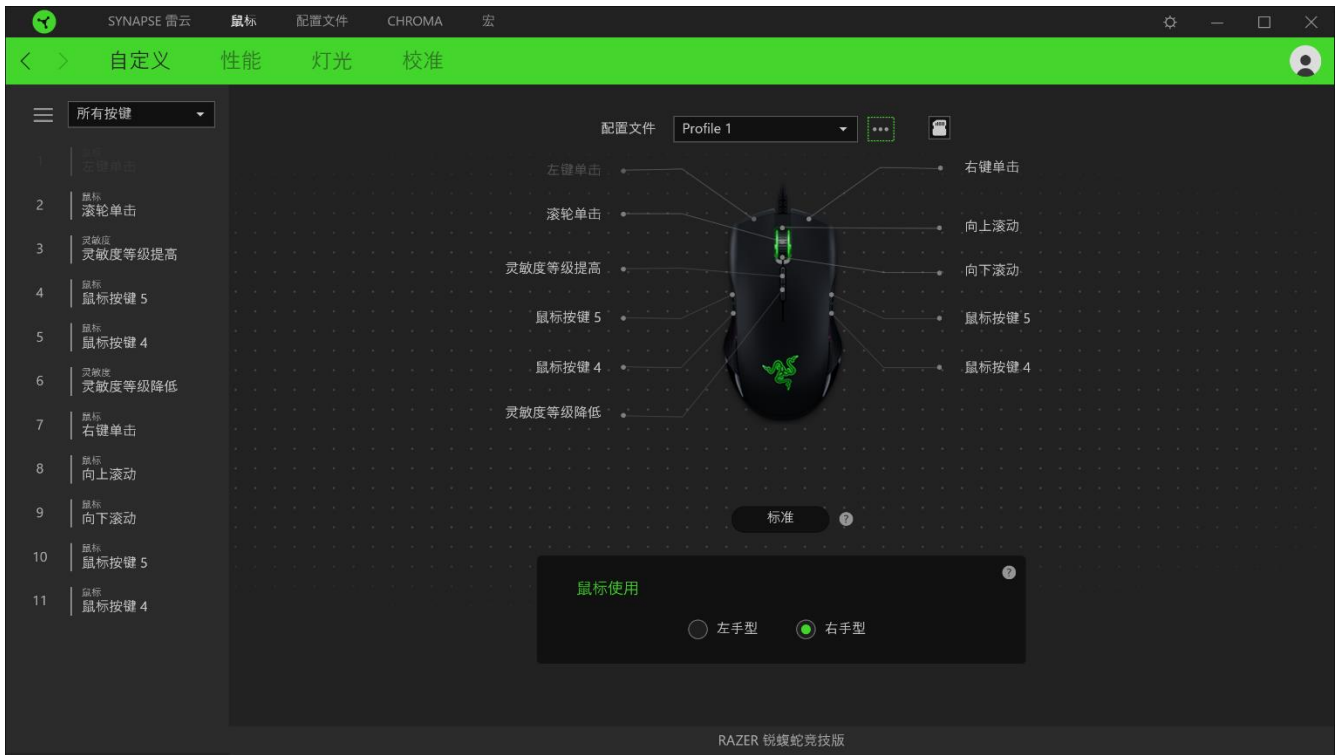 SYNAPSE 雷云 鼠标 配置文件 CHROMA 宏
自定义 性能 灯光 校准
所有按键
配置文件 Profile 1
1 鼠标
左键单击
2 鼠标
滚轮单击
3 灵敏度
灵敏度等级提高
4 鼠标
鼠标按键 5
5 鼠标
鼠标按键 4
6 灵敏度
灵敏度等级降低
7 鼠标
右键单击
8 鼠标
向上滚动
9 鼠标
向下滚动
10 鼠标
鼠标按键 5
11 鼠标
鼠标按键 4
左键单击
滚轮单击
灵敏度等级提高
鼠标按键 5
鼠标按键 4
灵敏度等级降低
右键单击
向上滚动
向下滚动
鼠标按键 5
鼠标按键 4
标准 ?
鼠标使用 ?
左手型 右手型
RAZER 锐蝮蛇竞技版